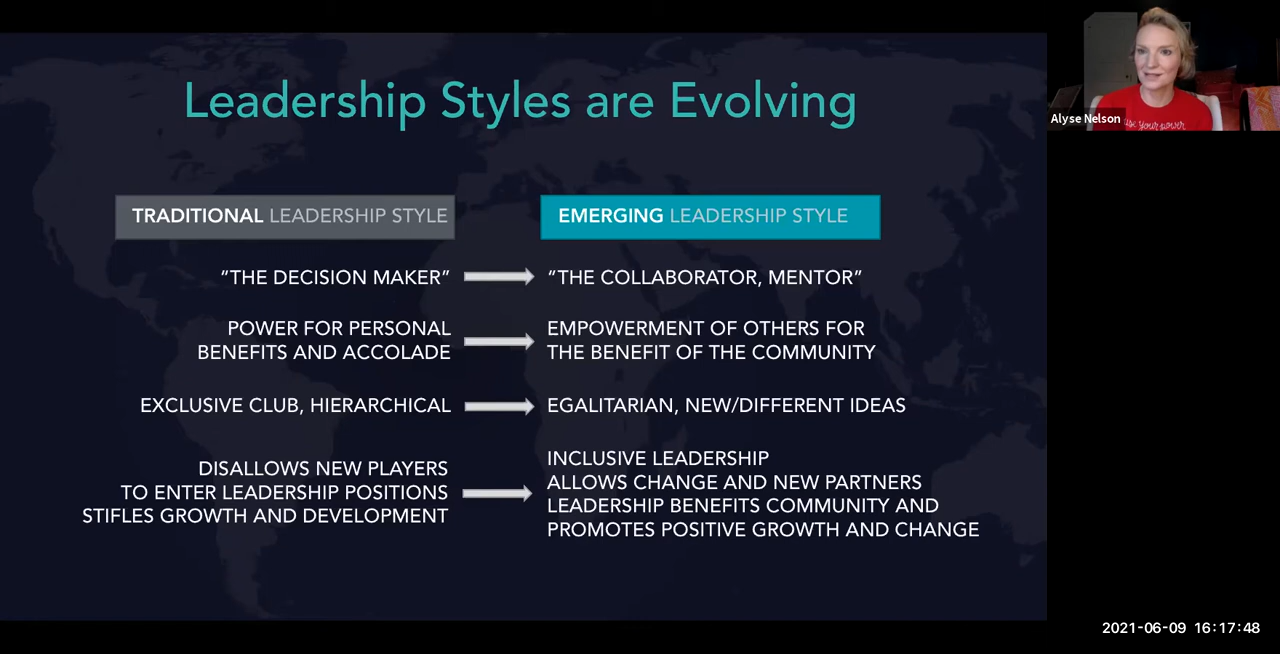 Leadership Styles are Evolving
TRADITIONAL LEADERSHIP STYLE
EMERGING LEADERSHIP STYLE
“THE DECISION MAKER”
“THE COLLABORATOR, MENTOR”
POWER FOR PERSONAL
BENEFITS AND ACCOLADE
EMPOWERMENT OF OTHERS FOR
THE BENEFIT OF THE COMMUNITY
EXCLUSIVE CLUB, HIERARCHICAL
EGALITARIAN, NEW/DIFFERENT IDEAS
DISALLOWS NEW PLAYERS
TO ENTER LEADERSHIP POSITIONS
STIFLES GROWTH AND DEVELOPMENT
INCLUSIVE LEADERSHIP
ALLOWS CHANGE AND NEW PARTNERS
LEADERSHIP BENEFITS COMMUNITY AND
PROMOTES POSITIVE GROWTH AND CHANGE
Alyse Nelson
use your power
2021-06-09 16:17:48